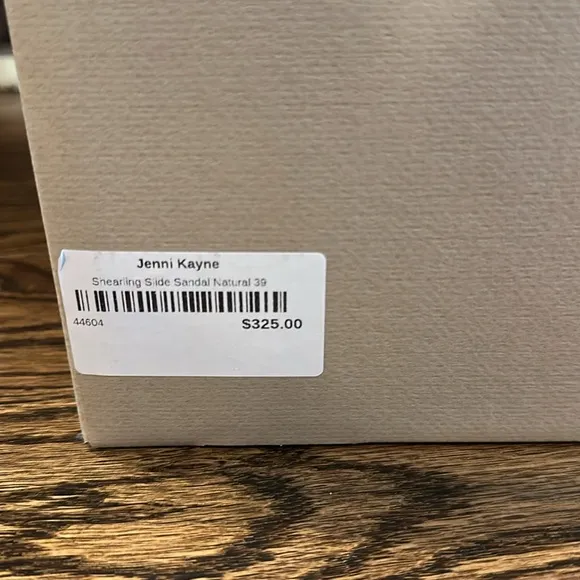 Jenni Kayne
Shearling Slide Sandal Natural 39
44604
$325.00